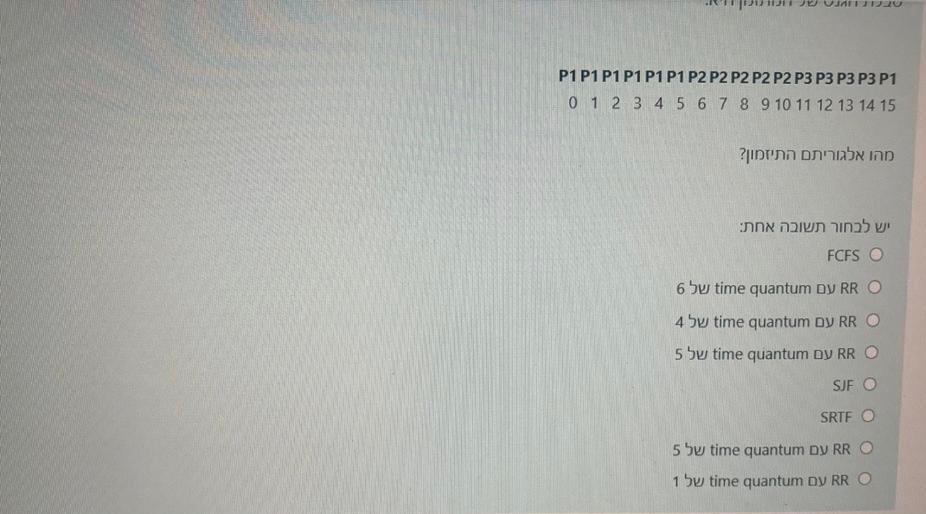 P1 P1 P1 P1 P1 P1 P2 P2 P2 P2 P2 P3 P3 P3 P3 P1
0 1 2 3 4 5 6 7 8 9 10 11 12 13 14 15
מהו אלגוריתם התיזמון?
יש לבחור תשובה אחת:
FCFS
RR עם time quantum של 6
RR עם time quantum של 4
RR עם time quantum של 5
SJF
SRTF
RR עם time quantum של 5
RR עם time quantum של 1